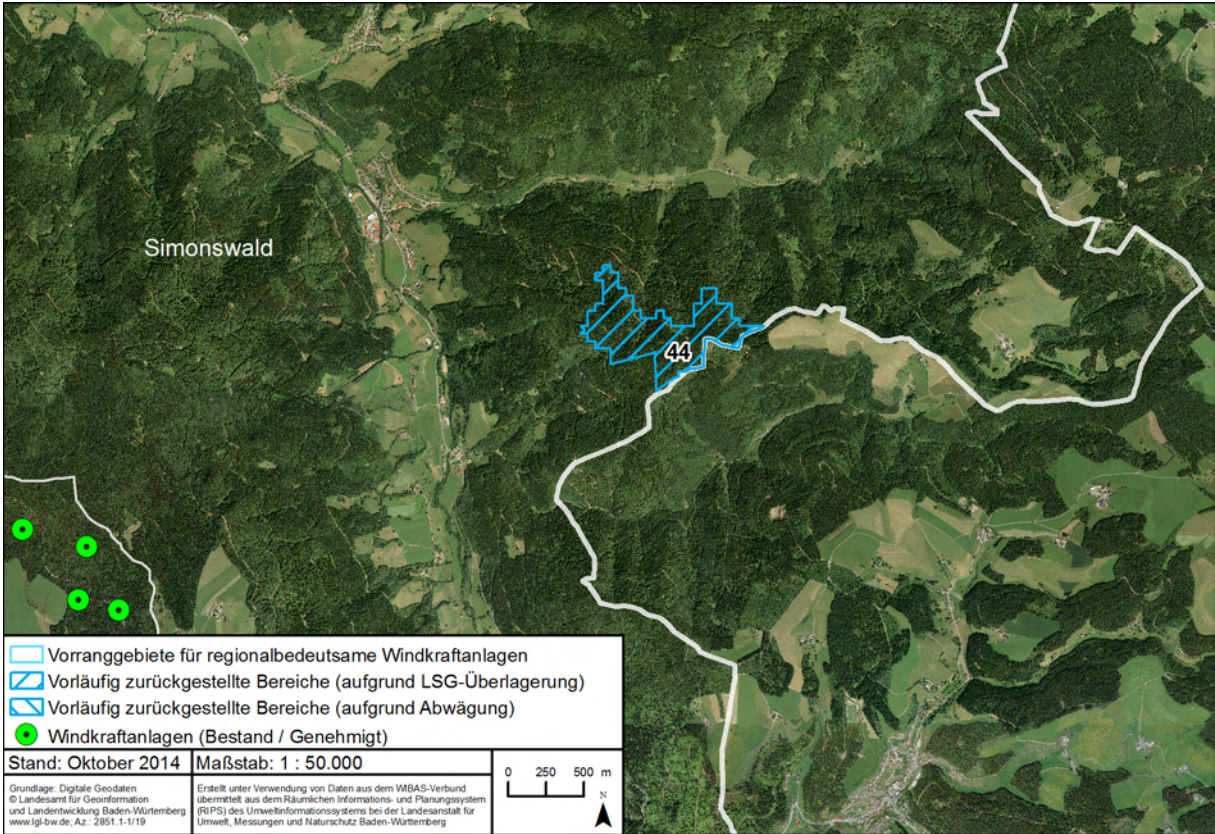 Simonswald
44
Vorranggebiete für regionalbedeutsame Windkraftanlagen
Vorläufig zurückgestellte Bereiche (aufgrund LSG-Überlagerung)
Vorläufig zurückgestellte Bereiche (aufgrund Abwägung)
Windkraftanlagen (Bestand / Genehmigt)
Stand: Oktober 2014
Maßstab: 1 : 50.000
Grundlage: Digitale Geodaten
© Landesamt für Geoinformation
und Landentwicklung Baden-Würtemberg
www.lgl-bw.de; Az.: 2851.1-1/19
Erstellt unter Verwendung von Daten aus dem WIBAS-Verbund
übermittelt aus dem Räumlichen Informations- und Planungssystem
(RIPS) des Umweltinformationssystems bei der Landesanstalt für
Umwelt, Messungen und Naturschutz Baden-Württemberg
0 250 500 m
N